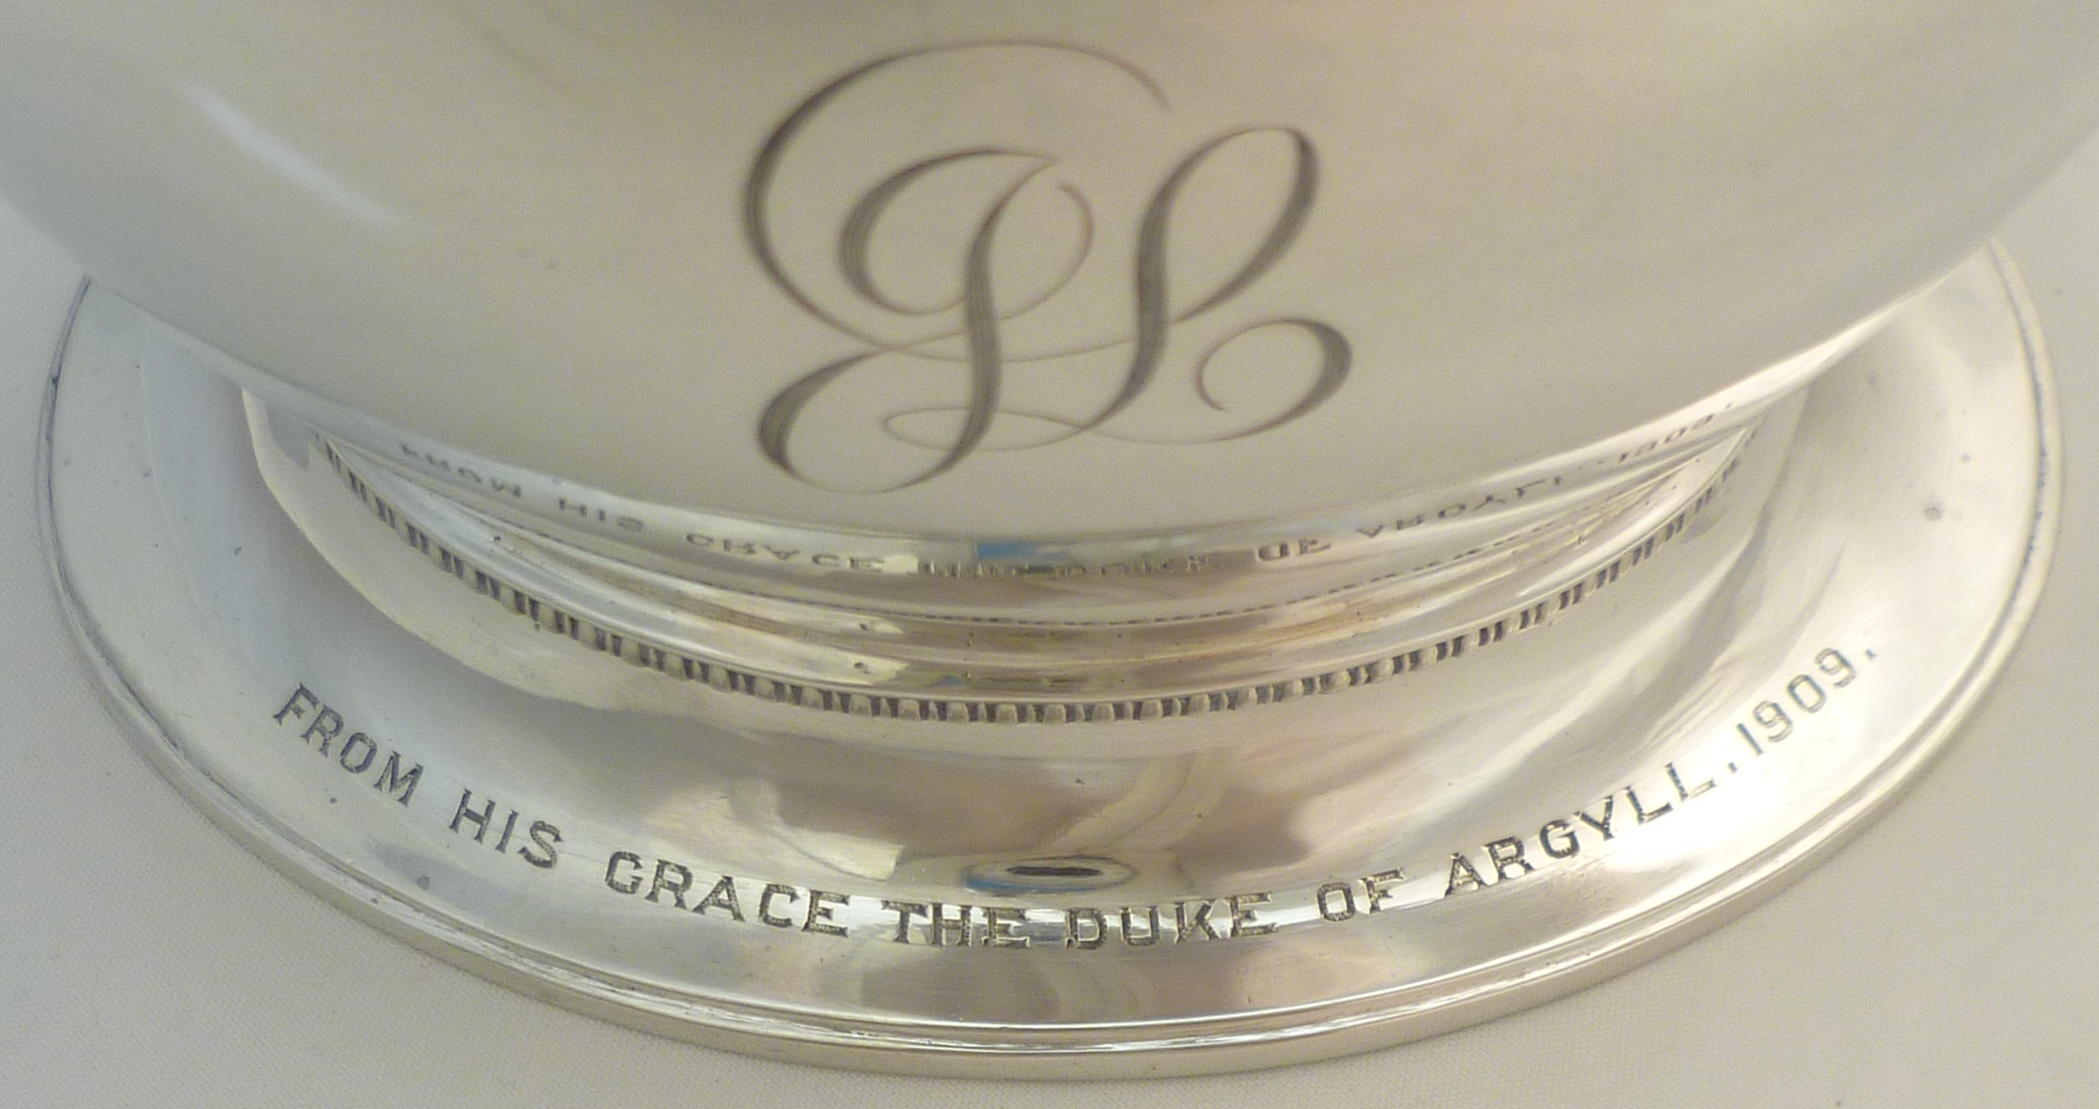 FROM HIS GRACE THE DUKE OF ARGYLL. 1909.